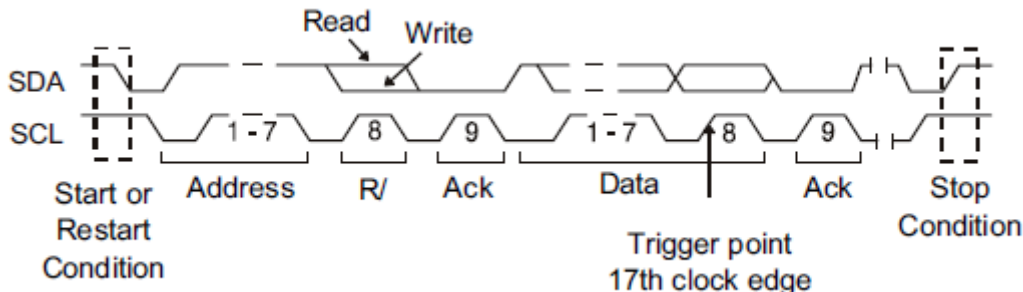 Read
Write
SDA
SCL
1 - 7
8
9
1 - 7
8
9
Address
R/
Ack
Data
Ack
Start or
Restart
Condition
Stop
Condition
Trigger point
17th clock edge